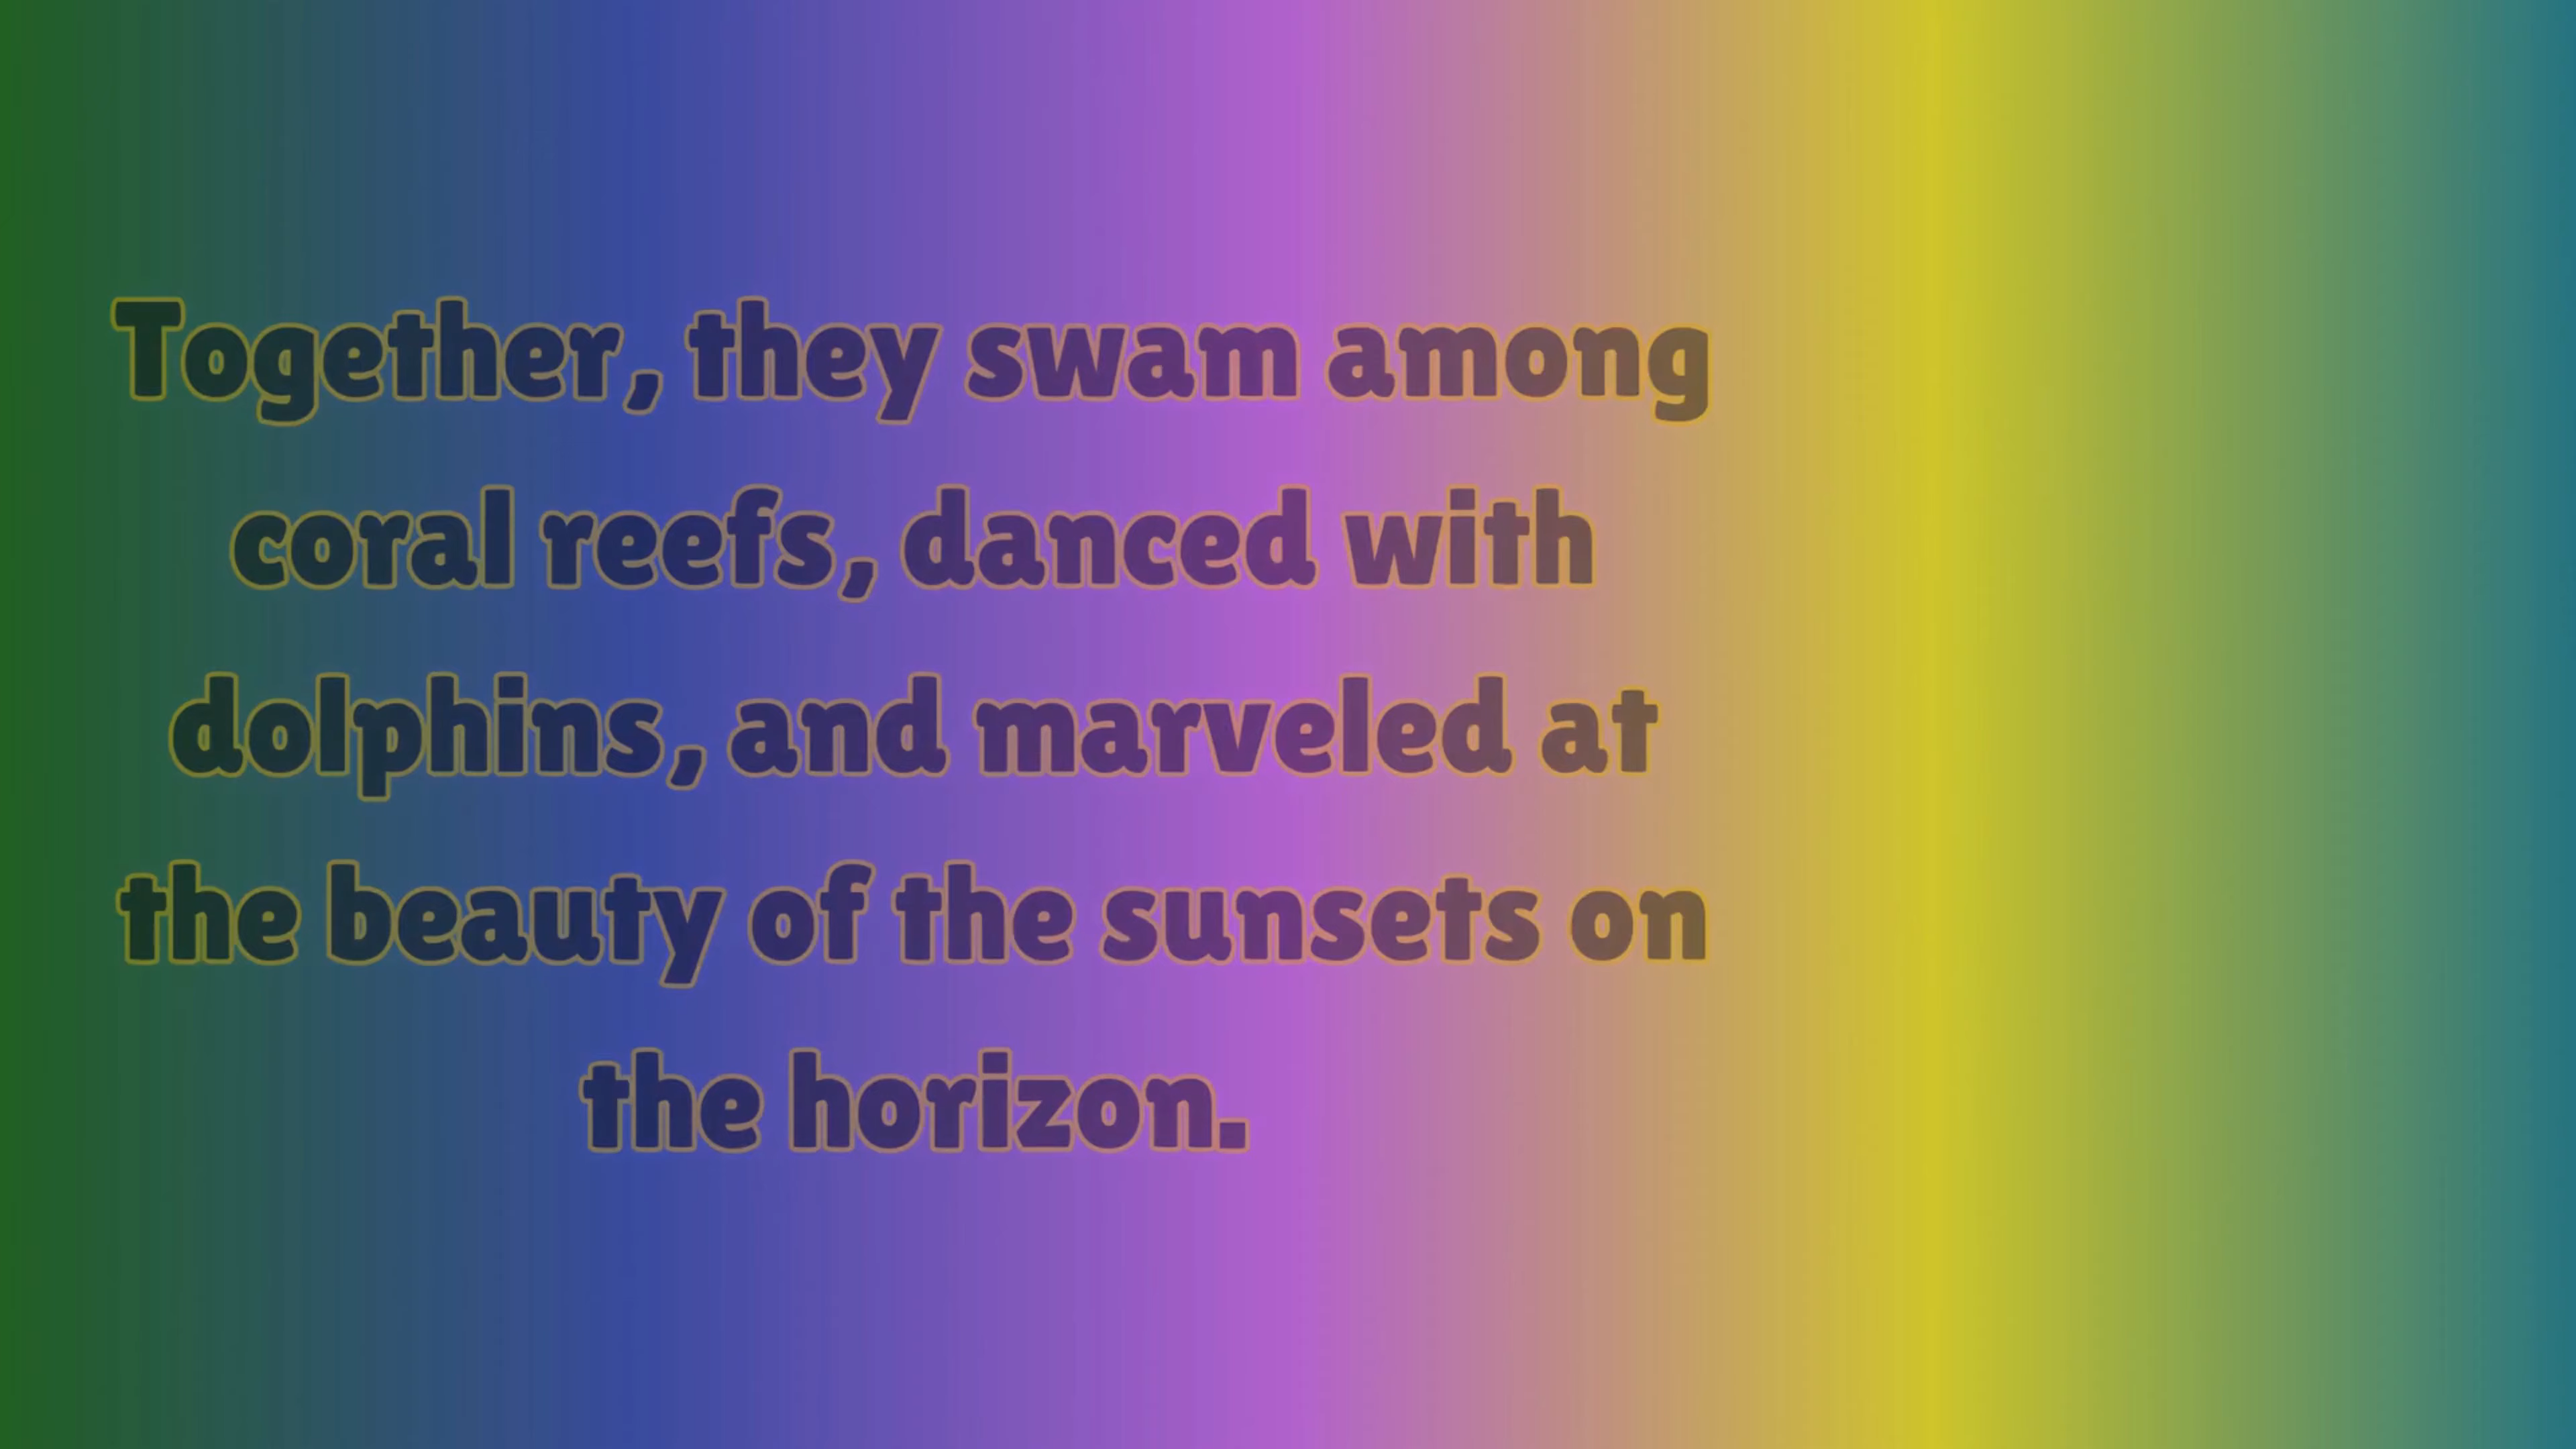 Together, they swam among
coral reefs, danced with
dolphins, and marveled at
the beauty of the sunsets on
the horizon.